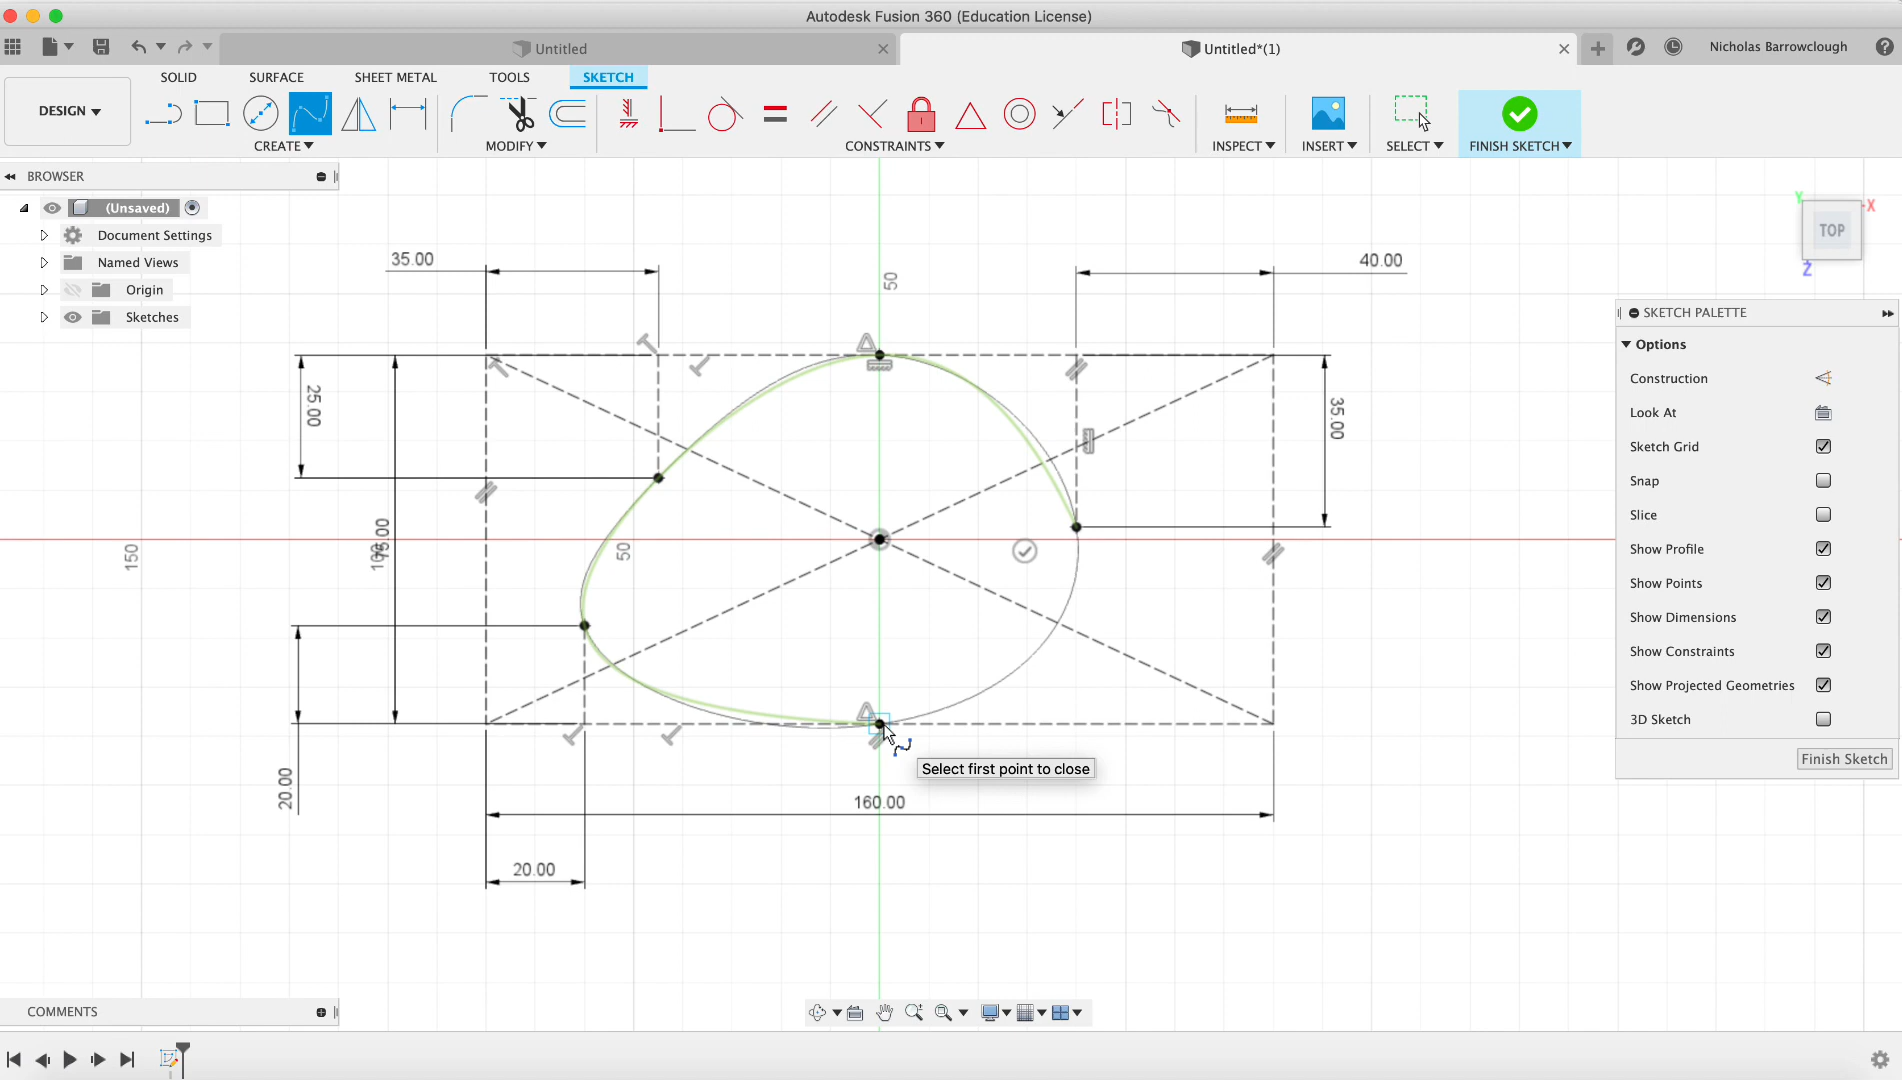 Autodesk Fusion 360 (Education License)
Untitled
Untitled*(1)
Nicholas Barrowclough
SOLID
SURFACE
SHEET METAL
TOOLS
SKETCH
DESIGN
CREATE
MODIFY
CONSTRAINTS
INSPECT
INSERT
SELECT
FINISH SKETCH
BROWSER
(Unsaved)
Document Settings
Named Views
Origin
Sketches
Y
X
TOP
Z
35.00
50
40.00
25.00
35.00
150
100
75.00
50
20.00
160.00
20.00
Select first point to close
SKETCH PALETTE
Options
Construction
Look At
Sketch Grid
Snap
Slice
Show Profile
Show Points
Show Dimensions
Show Constraints
Show Projected Geometries
3D Sketch
Finish Sketch
COMMENTS